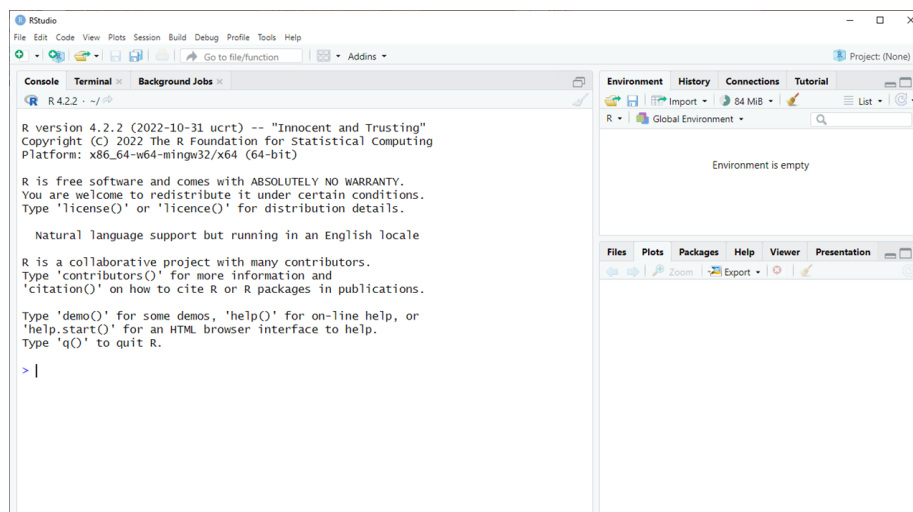 RStudio
File Edit Code View Plots Session Build Debug Profile Tools Help
Go to file/function Addins Project: (None)
Console Terminal Background Jobs
R 4.2.2 · ~/
R version 4.2.2 (2022-10-31 ucrt) -- "Innocent and Trusting"
Copyright (C) 2022 The R Foundation for Statistical Computing
Platform: x86_64-w64-mingw32/x64 (64-bit)
R is free software and comes with ABSOLUTELY NO WARRANTY.
You are welcome to redistribute it under certain conditions.
Type 'license()' or 'licence()' for distribution details.
Natural language support but running in an English locale
R is a collaborative project with many contributors.
Type 'contributors()' for more information and
'citation()' on how to cite R or R packages in publications.
Type 'demo()' for some demos, 'help()' for on-line help, or
'help.start()' for an HTML browser interface to help.
Type 'q()' to quit R.
>
Environment History Connections Tutorial
Import 84 MiB List
R Global Environment
Environment is empty
Files Plots Packages Help Viewer Presentation
Zoom Export